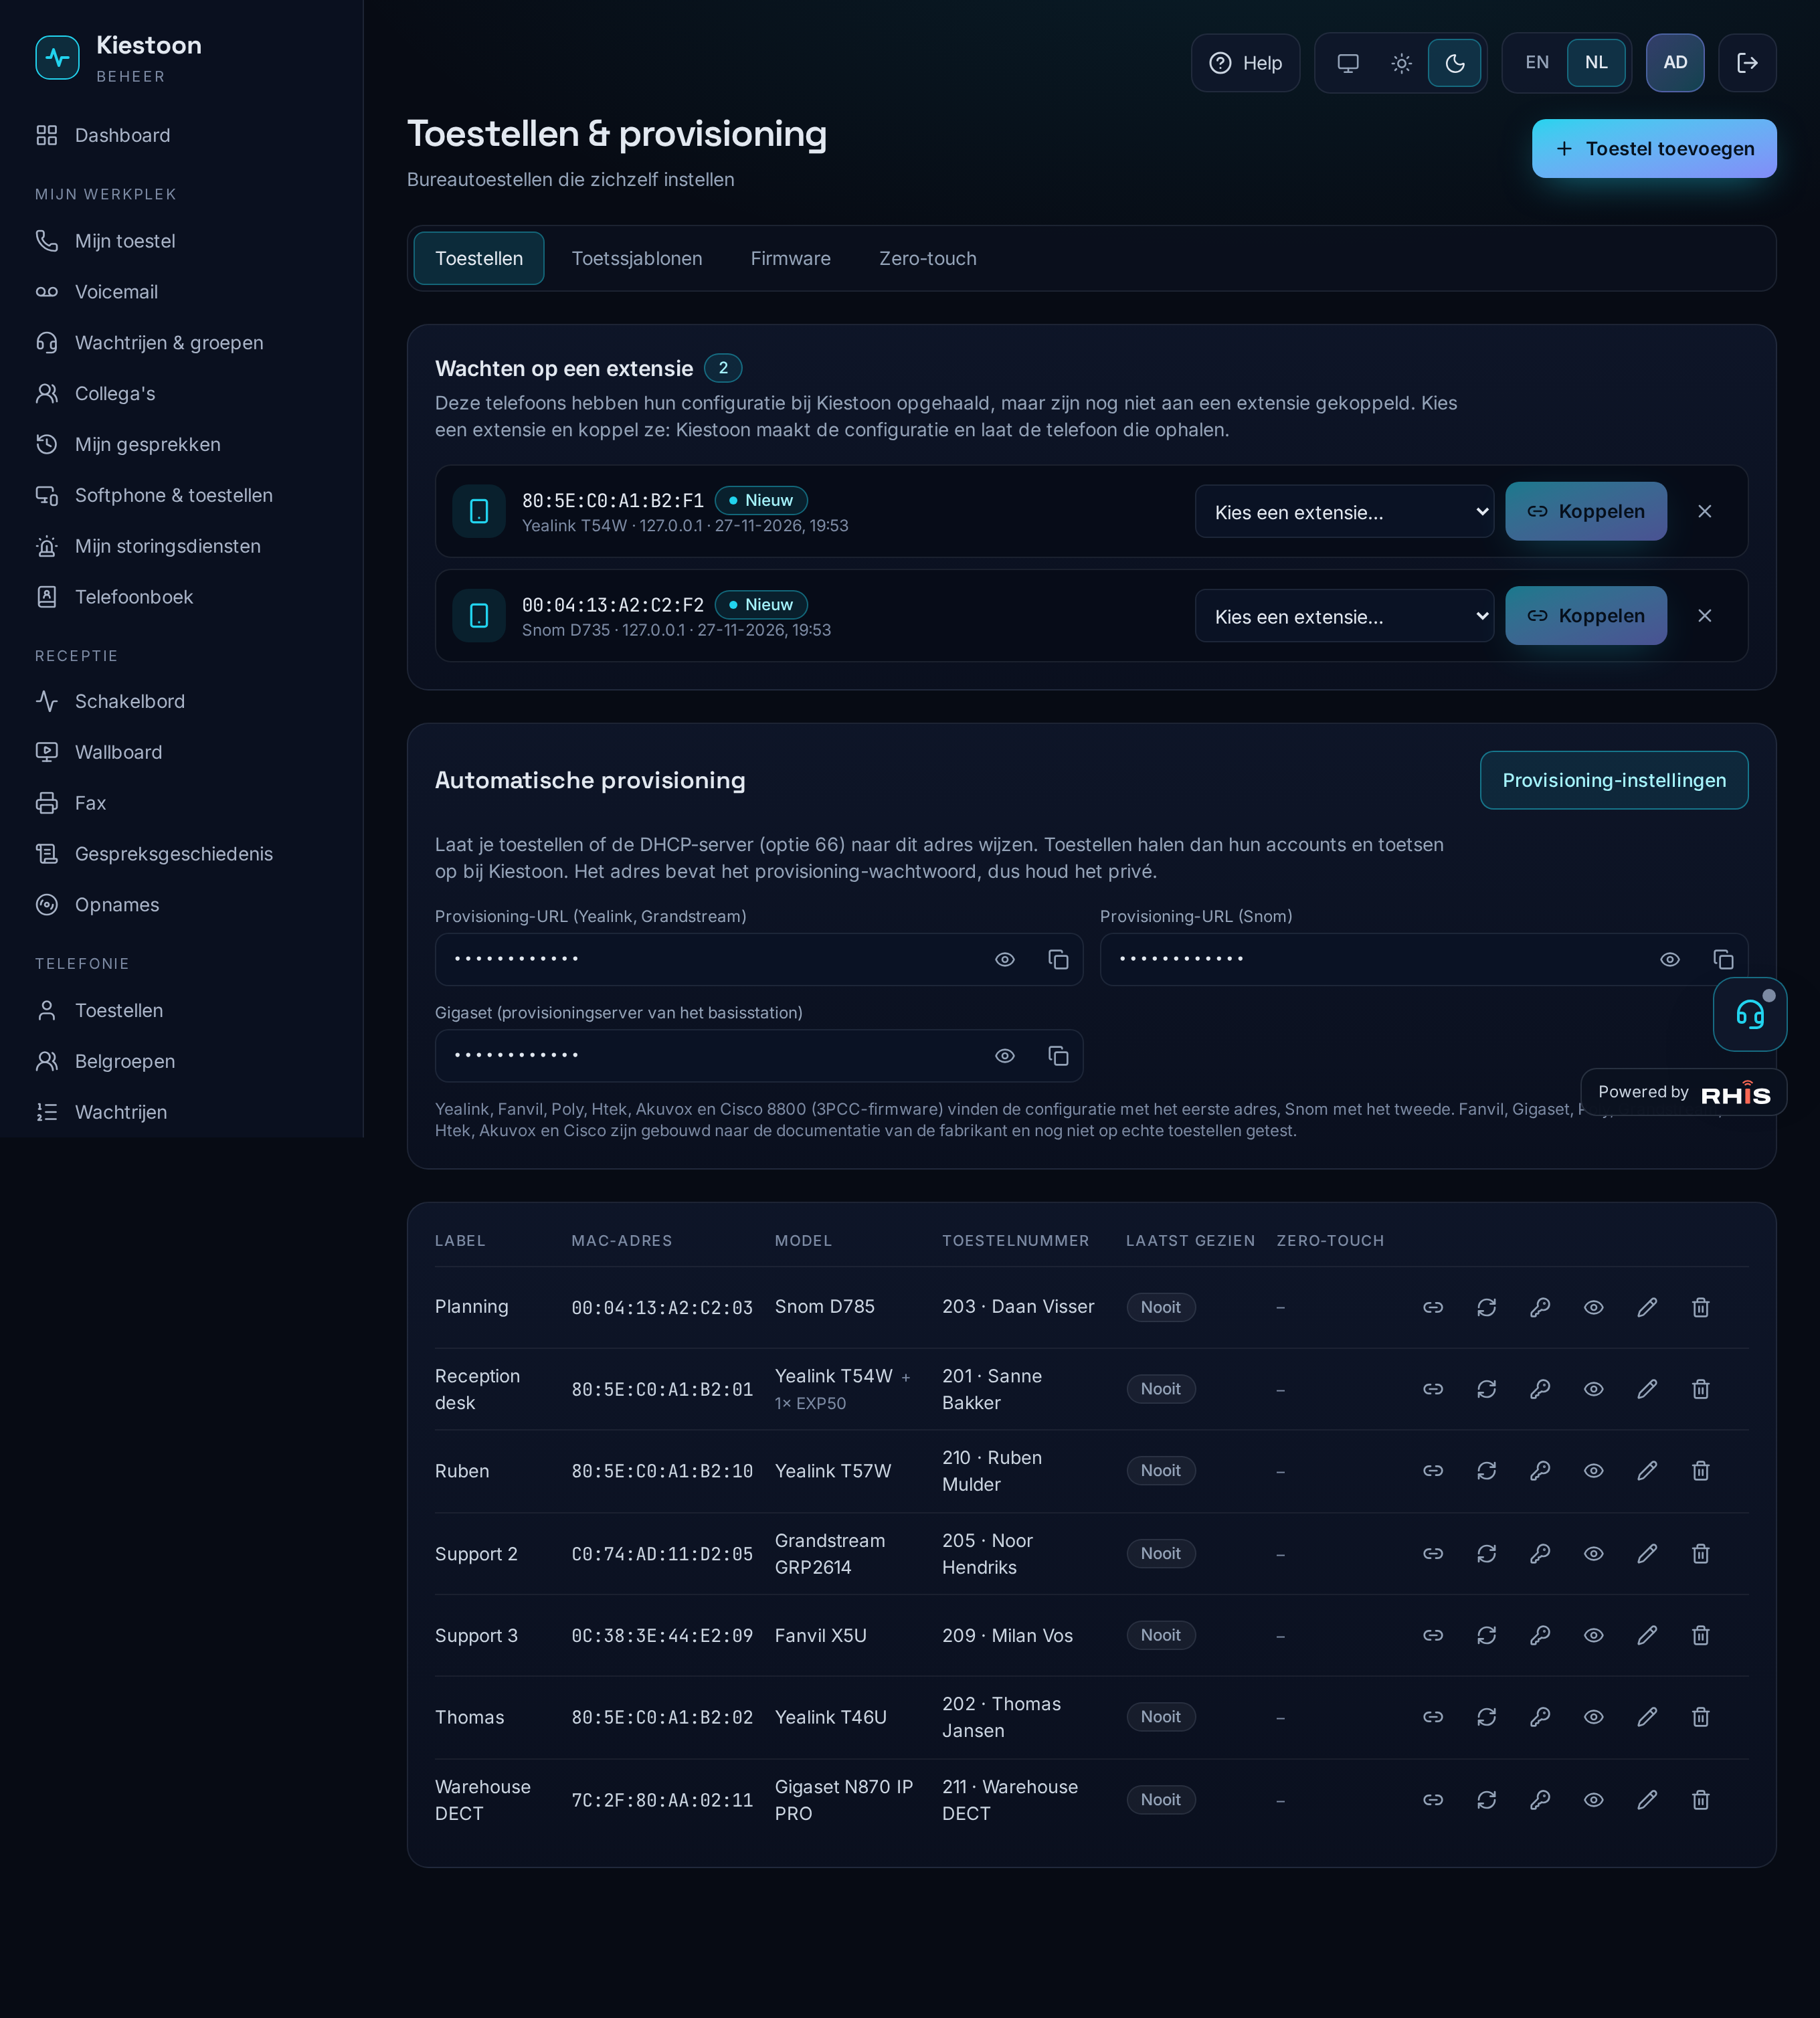 Kiestoon
BEHEER
Dashboard
MIJN WERKPLEK
Mijn toestel
Voicemail
Wachtrijen & groepen
Collega's
Mijn gesprekken
Softphone & toestellen
Mijn storingsdiensten
Telefoonboek
RECEPTIE
Schakelbord
Wallboard
Fax
Gespreksgeschiedenis
Opnames
TELEFONIE
Toestellen
Belgroepen
Wachtrijen
Help
EN NL
AD
Toestellen & provisioning
Bureautoestellen die zichzelf instellen
Toestel toevoegen
Toestellen Toetssjablonen Firmware Zero-touch
Wachten op een extensie 2
Deze telefoons hebben hun configuratie bij Kiestoon opgehaald, maar zijn nog niet aan een extensie gekoppeld. Kies
een extensie en koppel ze: Kiestoon maakt de configuratie en laat de telefoon die ophalen.
80:5E:C0:A1:B2:F1 Nieuw
Yealink T54W · 127.0.0.1 · 27-11-2026, 19:53
Kies een extensie... Koppelen
00:04:13:A2:C2:F2 Nieuw
Snom D735 · 127.0.0.1 · 27-11-2026, 19:53
Kies een extensie... Koppelen
Automatische provisioning
Provisioning-instellingen
Laat je toestellen of de DHCP-server (optie 66) naar dit adres wijzen. Toestellen halen dan hun accounts en toetsen
op bij Kiestoon. Het adres bevat het provisioning-wachtwoord, dus houd het privé.
Provisioning-URL (Yealink, Grandstream)
••••••••••••
Provisioning-URL (Snom)
••••••••••••
Gigaset (provisioningserver van het basisstation)
••••••••••••
Powered by RHIS
Yealink, Fanvil, Poly, Htek, Akuvox en Cisco 8800 (3PCC-firmware) vinden de configuratie met het eerste adres, Snom met het tweede. Fanvil, Gigaset,
Htek, Akuvox en Cisco zijn gebouwd naar de documentatie van de fabrikant en nog niet op echte toestellen getest.
LABEL MAC-ADRES MODEL TOESTELNUMMER LAATST GEZIEN ZERO-TOUCH
Planning 00:04:13:A2:C2:03 Snom D785 203 · Daan Visser Nooit –
Reception desk 80:5E:C0:A1:B2:01 Yealink T54W + 1× EXP50 201 · Sanne Bakker Nooit –
Ruben 80:5E:C0:A1:B2:10 Yealink T57W 210 · Ruben Mulder Nooit –
Support 2 C0:74:AD:11:D2:05 Grandstream GRP2614 205 · Noor Hendriks Nooit –
Support 3 0C:38:3E:44:E2:09 Fanvil X5U 209 · Milan Vos Nooit –
Thomas 80:5E:C0:A1:B2:02 Yealink T46U 202 · Thomas Jansen Nooit –
Warehouse DECT 7C:2F:80:AA:02:11 Gigaset N870 IP PRO 211 · Warehouse DECT Nooit –